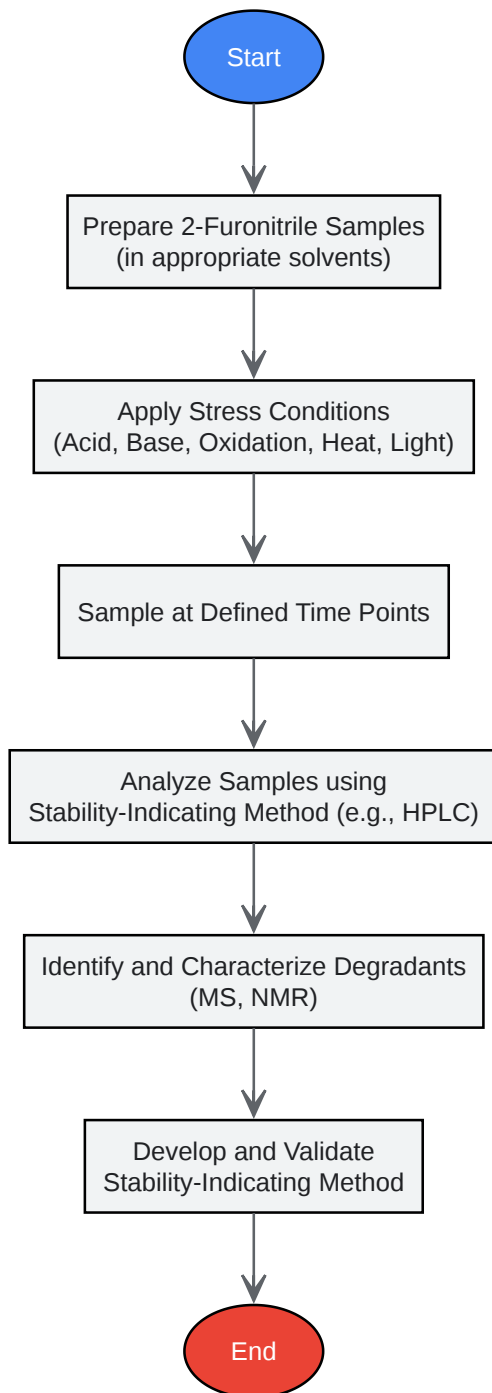 Start
Prepare 2-Furonitrile Samples
(in appropriate solvents)
Apply Stress Conditions
(Acid, Base, Oxidation, Heat, Light)
Sample at Defined Time Points
Analyze Samples using
Stability-Indicating Method (e.g., HPLC)
Identify and Characterize Degradants
(MS, NMR)
Develop and Validate
Stability-Indicating Method
End